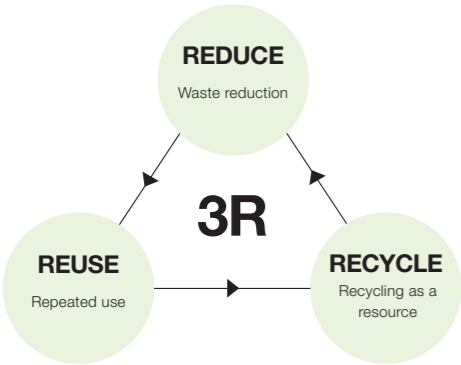 REDUCE
Waste reduction
3R
REUSE
Repeated use
RECYCLE
Recycling as a
resource